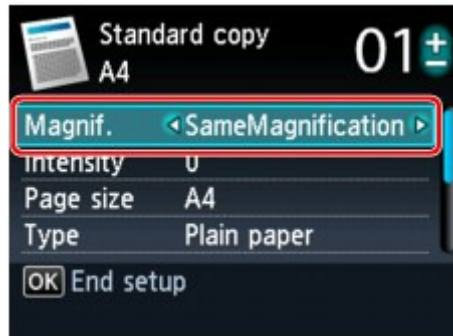 Standard copy
A4
01 ±
Magnif. SameMagnification
Intensity 0
Page size A4
Type Plain paper
OK End setup